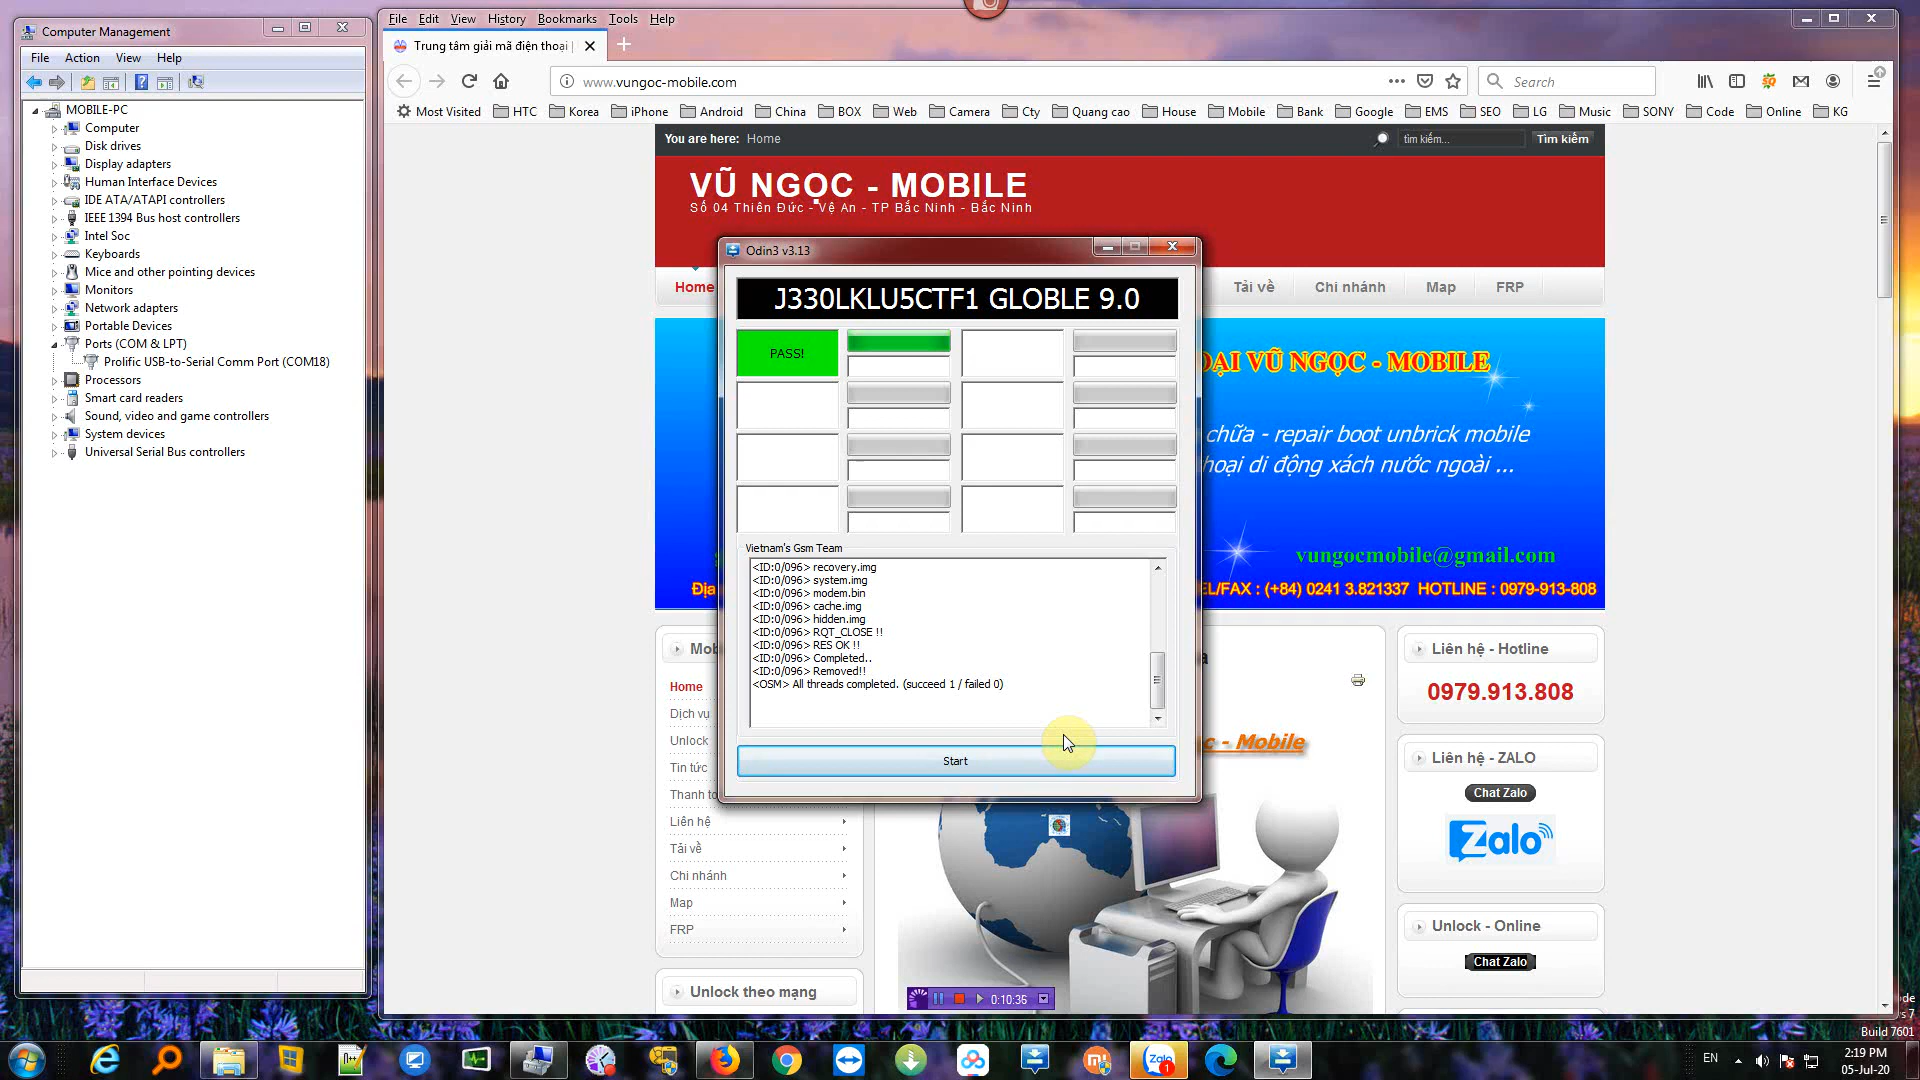 Computer Management
File Action View Help
MOBILE-PC
Computer
Disk drives
Display adapters
Human Interface Devices
IDE ATA/ATAPI controllers
IEEE 1394 Bus host controllers
Intel Soc
Keyboards
Mice and other pointing devices
Monitors
Network adapters
Portable Devices
Ports (COM & LPT)
Prolific USB-to-Serial Comm Port (COM18)
Processors
Smart card readers
Sound, video and game controllers
System devices
Universal Serial Bus controllers
File Edit View History Bookmarks Tools Help
Trung tâm giải mã điện thoại |
www.vungoc-mobile.com
Search
Most Visited HTC Korea iPhone Android China BOX Web Camera Cty Quang cao House Mobile Bank Google EMS SEO LG Music SONY Code Online KG
You are here: Home
tìm kiếm...
Tìm kiếm
VŨ NGỌC - MOBILE
Số 04 Thiên Đức - Vệ An - TP Bắc Ninh - Bắc Ninh
Home
Tải về Chi nhánh Map FRP
Odin3 v3.13
J330LKLU5CTF1 GLOBLE 9.0
PASS!
Vietnam's Gsm Team
<ID:0/096> recovery.img
<ID:0/096> system.img
<ID:0/096> modem.bin
<ID:0/096> cache.img
<ID:0/096> hidden.img
<ID:0/096> RQT_CLOSE !!
<ID:0/096> RES OK !!
<ID:0/096> Completed..
<ID:0/096> Removed!!
<OSM> All threads completed. (succeed 1 / failed 0)
Start
VŨ NGỌC - MOBILE
chữa - repair boot unbrick mobile
di động xách nước ngoài ...
vungocmobile@gmail.com
TEL/FAX : (+84) 0241 3.821337 HOTLINE : 0979-913-808
Home
Dịch vụ
Unlock
Tin tức
Liên hệ
Tải về
Chi nhánh
Map
FRP
Unlock theo mạng
- Mobile
Liên hệ - Hotline
0979.913.808
Liên hệ - ZALO
Chat Zalo
Zalo
Unlock - Online
Chat Zalo
0:10:36
Build 7601
Zalo
1
EN
2:19 PM
05-Jul-20